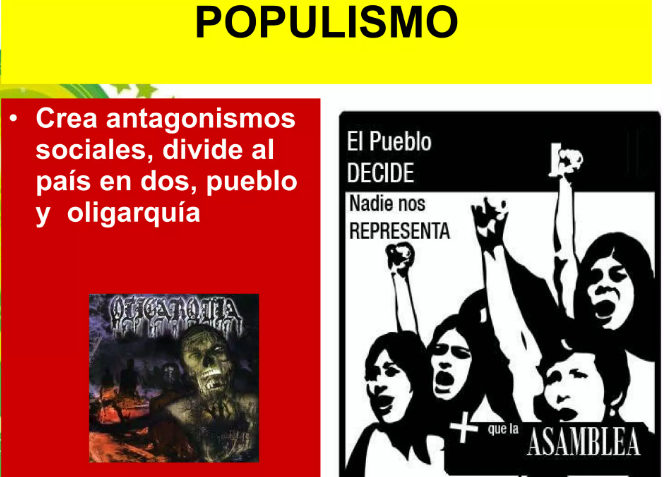 POPULISMO
• Crea antagonismos
sociales, divide al
país en dos, pueblo
y oligarquía
OLIGARQUIA
El Pueblo
DECIDE
Nadie nos
REPRESENTA
+ que la
ASAMBLEA